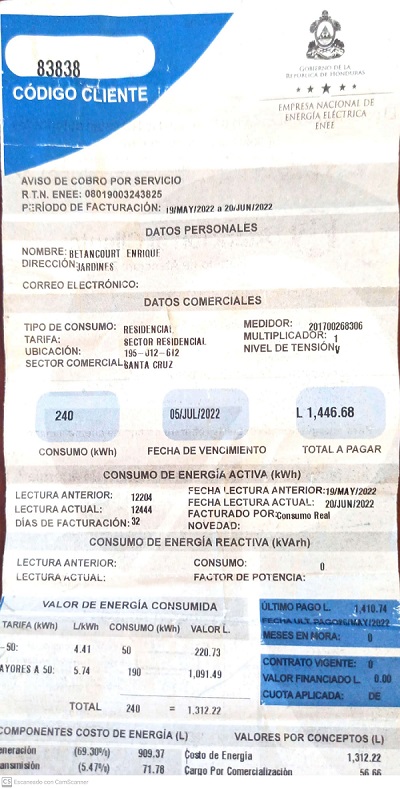 83838
CÓDIGO CLIENTE
GOBIERNO DE LA
REPÚBLICA DE HONDURAS
EMPRESA NACIONAL DE
ENERGÍA ELÉCTRICA
ENEE
AVISO DE COBRO POR SERVICIO
R.T.N. ENEE: 08019003243825
PERÍODO DE FACTURACIÓN: 19/MAY/2022 a 20/JUN/2022
DATOS PERSONALES
NOMBRE: BETANCOURT ENRIQUE
DIRECCIÓN: JARDINES
CORREO ELECTRÓNICO:
DATOS COMERCIALES
TIPO DE CONSUMO: RESIDENCIAL MEDIDOR: 201700268306
TARIFA: SECTOR RESIDENCIAL MULTIPLICADOR: 1
UBICACIÓN: 195-012-612 NIVEL DE TENSIÓN
SECTOR COMERCIAL: SANTA CRUZ
240 05/JUL/2022 L 1,446.68
CONSUMO (kWh) FECHA DE VENCIMIENTO TOTAL A PAGAR
CONSUMO DE ENERGÍA ACTIVA (kWh)
LECTURA ANTERIOR: 12204 FECHA LECTURA ANTERIOR: 19/MAY/2022
LECTURA ACTUAL: 12444 FECHA LECTURA ACTUAL: 20/JUN/2022
DÍAS DE FACTURACIÓN: 32 FACTURADO POR: Consumo Real
NOVEDAD:
CONSUMO DE ENERGÍA REACTIVA (kVArh)
LECTURA ANTERIOR: CONSUMO: 0
LECTURA ACTUAL: FACTOR DE POTENCIA:
VALOR DE ENERGÍA CONSUMIDA ÚLTIMO PAGO L. 1,410.74
FECHA ULT. PAGO /MAY/2022
TARIFA (kWh) L/kWh CONSUMO (kWh) VALOR L. MESES EN MORA: 0
-50: 4.41 50 220.73
CONTRATO VIGENTE: 0
AYORES A 50: 5.74 190 1,091.49 VALOR FINANCIADO L. 0.00
CUOTA APLICADA: DE
TOTAL 240 = 1,312.22
COMPONENTES COSTO DE ENERGÍA (L) VALORES POR CONCEPTOS (L)
neración (69.30%) 909.37 Costo de Energía 1,312.22
ansmisión (5.47%) 71.78 Cargo Por Comercialización 56.66
CS Escaneado con CamScanner